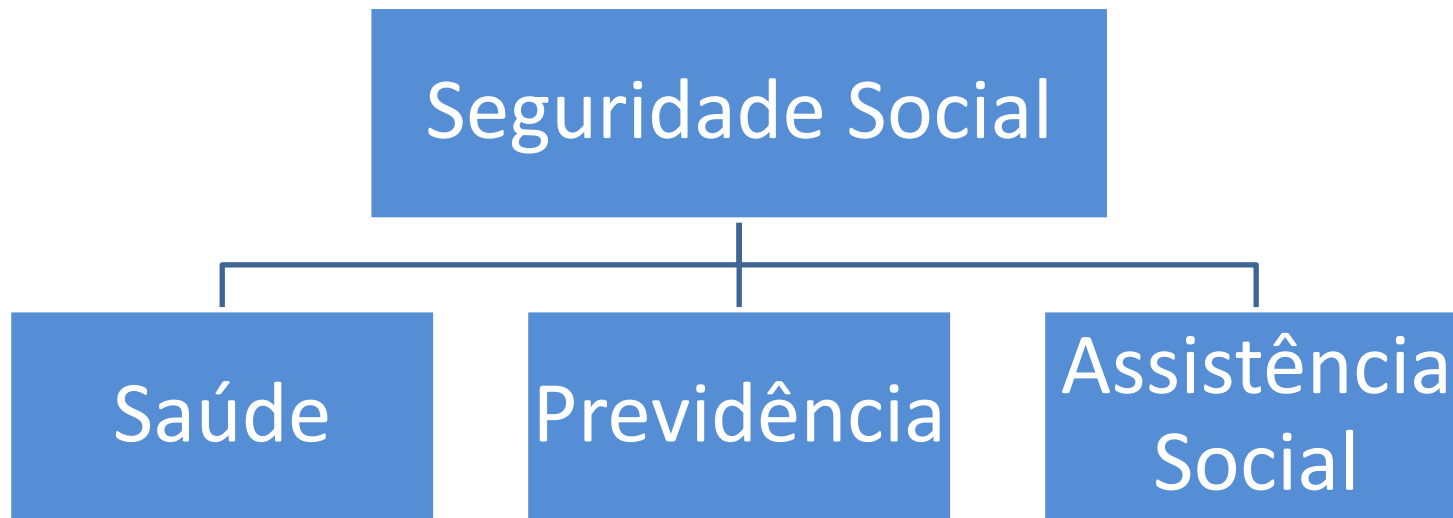 Seguridade Social
Saúde
Previdência
Assistência
Social